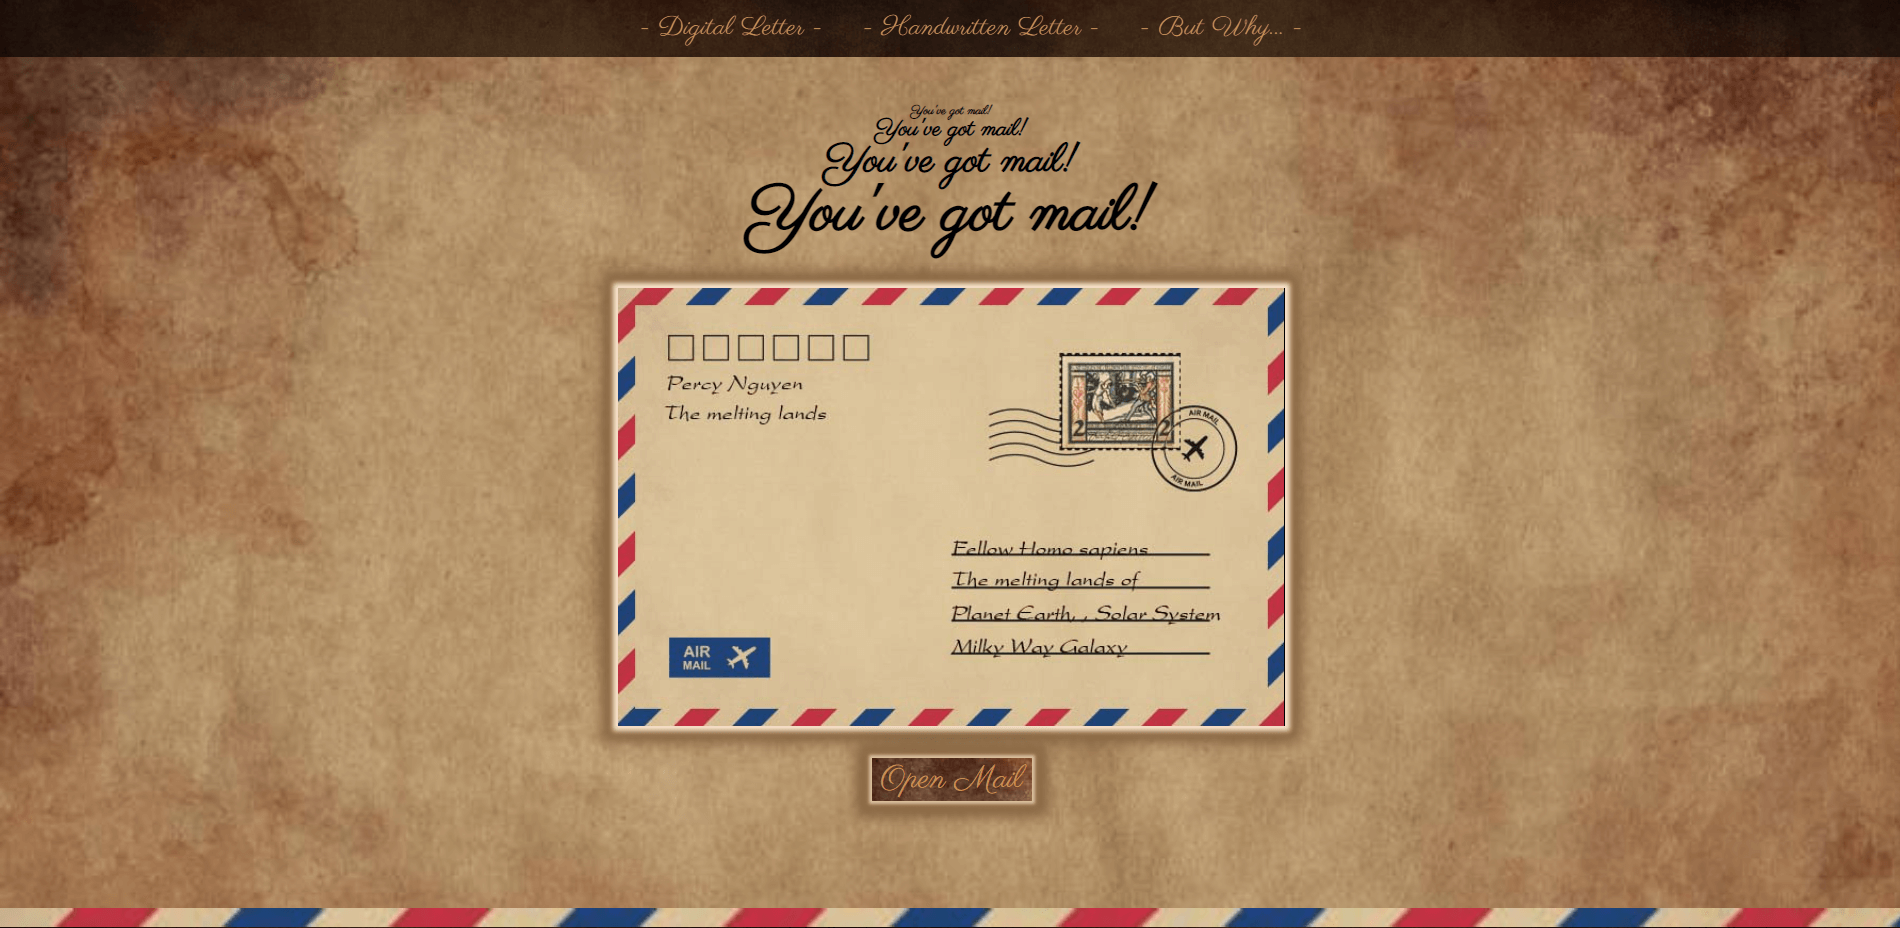 - Digital Letter -
- Handwritten Letter -
- But Why... -
You've got mail!
You've got mail!
You've got mail!
You've got mail!
Percy Nguyen
The melting lands
2 2
AIR MAIL
AIR MAIL
Fellow Homo sapiens
The melting lands of
Planet Earth, , Solar System
Milky Way Galaxy
AIR
MAIL
Open Mail